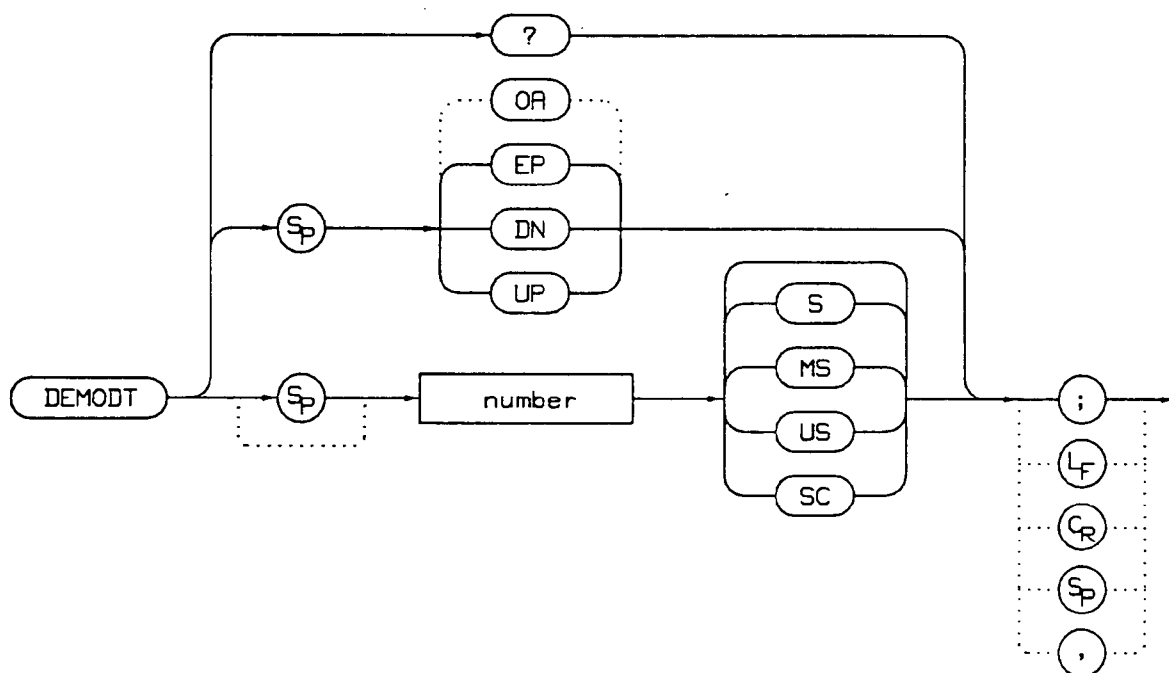 ?
OA
EP
SP
DN
UP
S
MS
DEMODT
SP
number
;
US
LF
SC
CR
SP
,